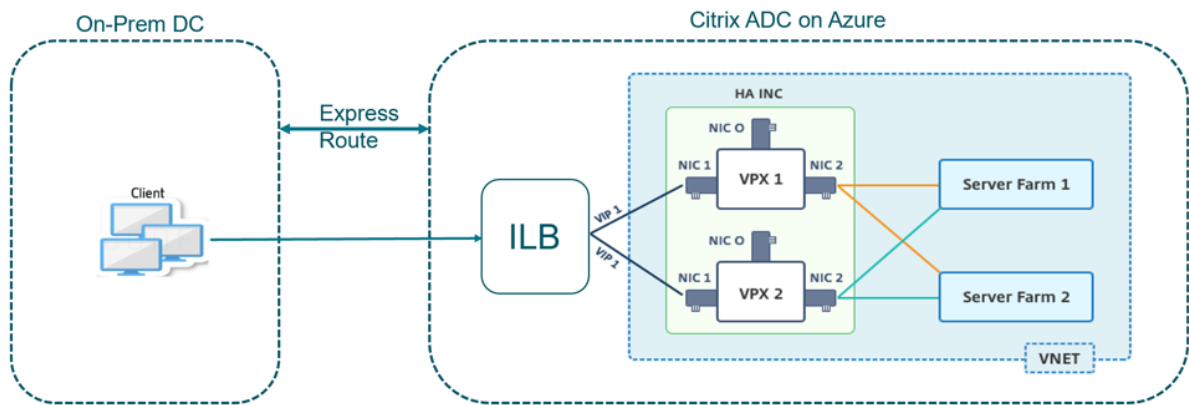 On-Prem DC
Citrix ADC on Azure
Express
Route
Client
ILB
VIP 1
VIP 1
HA INC
NIC O
NIC 1
VPX 1
NIC 2
NIC O
NIC 1
VPX 2
NIC 2
Server Farm 1
Server Farm 2
VNET